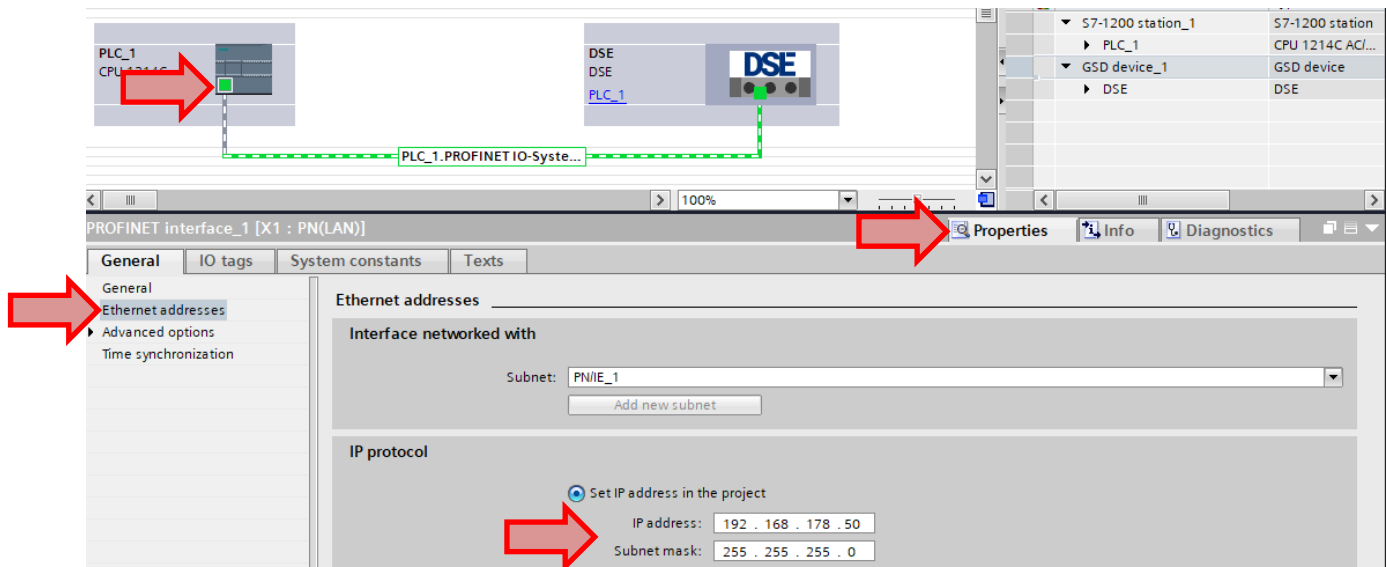 PLC_1
DSE
DSE
DSE
PLC_1
PLC_1.PROFINET IO-Syste...
S7-1200 station_1 S7-1200 station
PLC_1 CPU 1214C AC/...
GSD device_1 GSD device
DSE DSE
100%
PROFINET interface_1 [X1 : PN(LAN)]
Properties Info Diagnostics
General IO tags System constants Texts
General
Ethernet addresses
Advanced options
Time synchronization
Ethernet addresses
Interface networked with
Subnet: PN/IE_1
Add new subnet
IP protocol
Set IP address in the project
IP address: 192 . 168 . 178 . 50
Subnet mask: 255 . 255 . 255 . 0